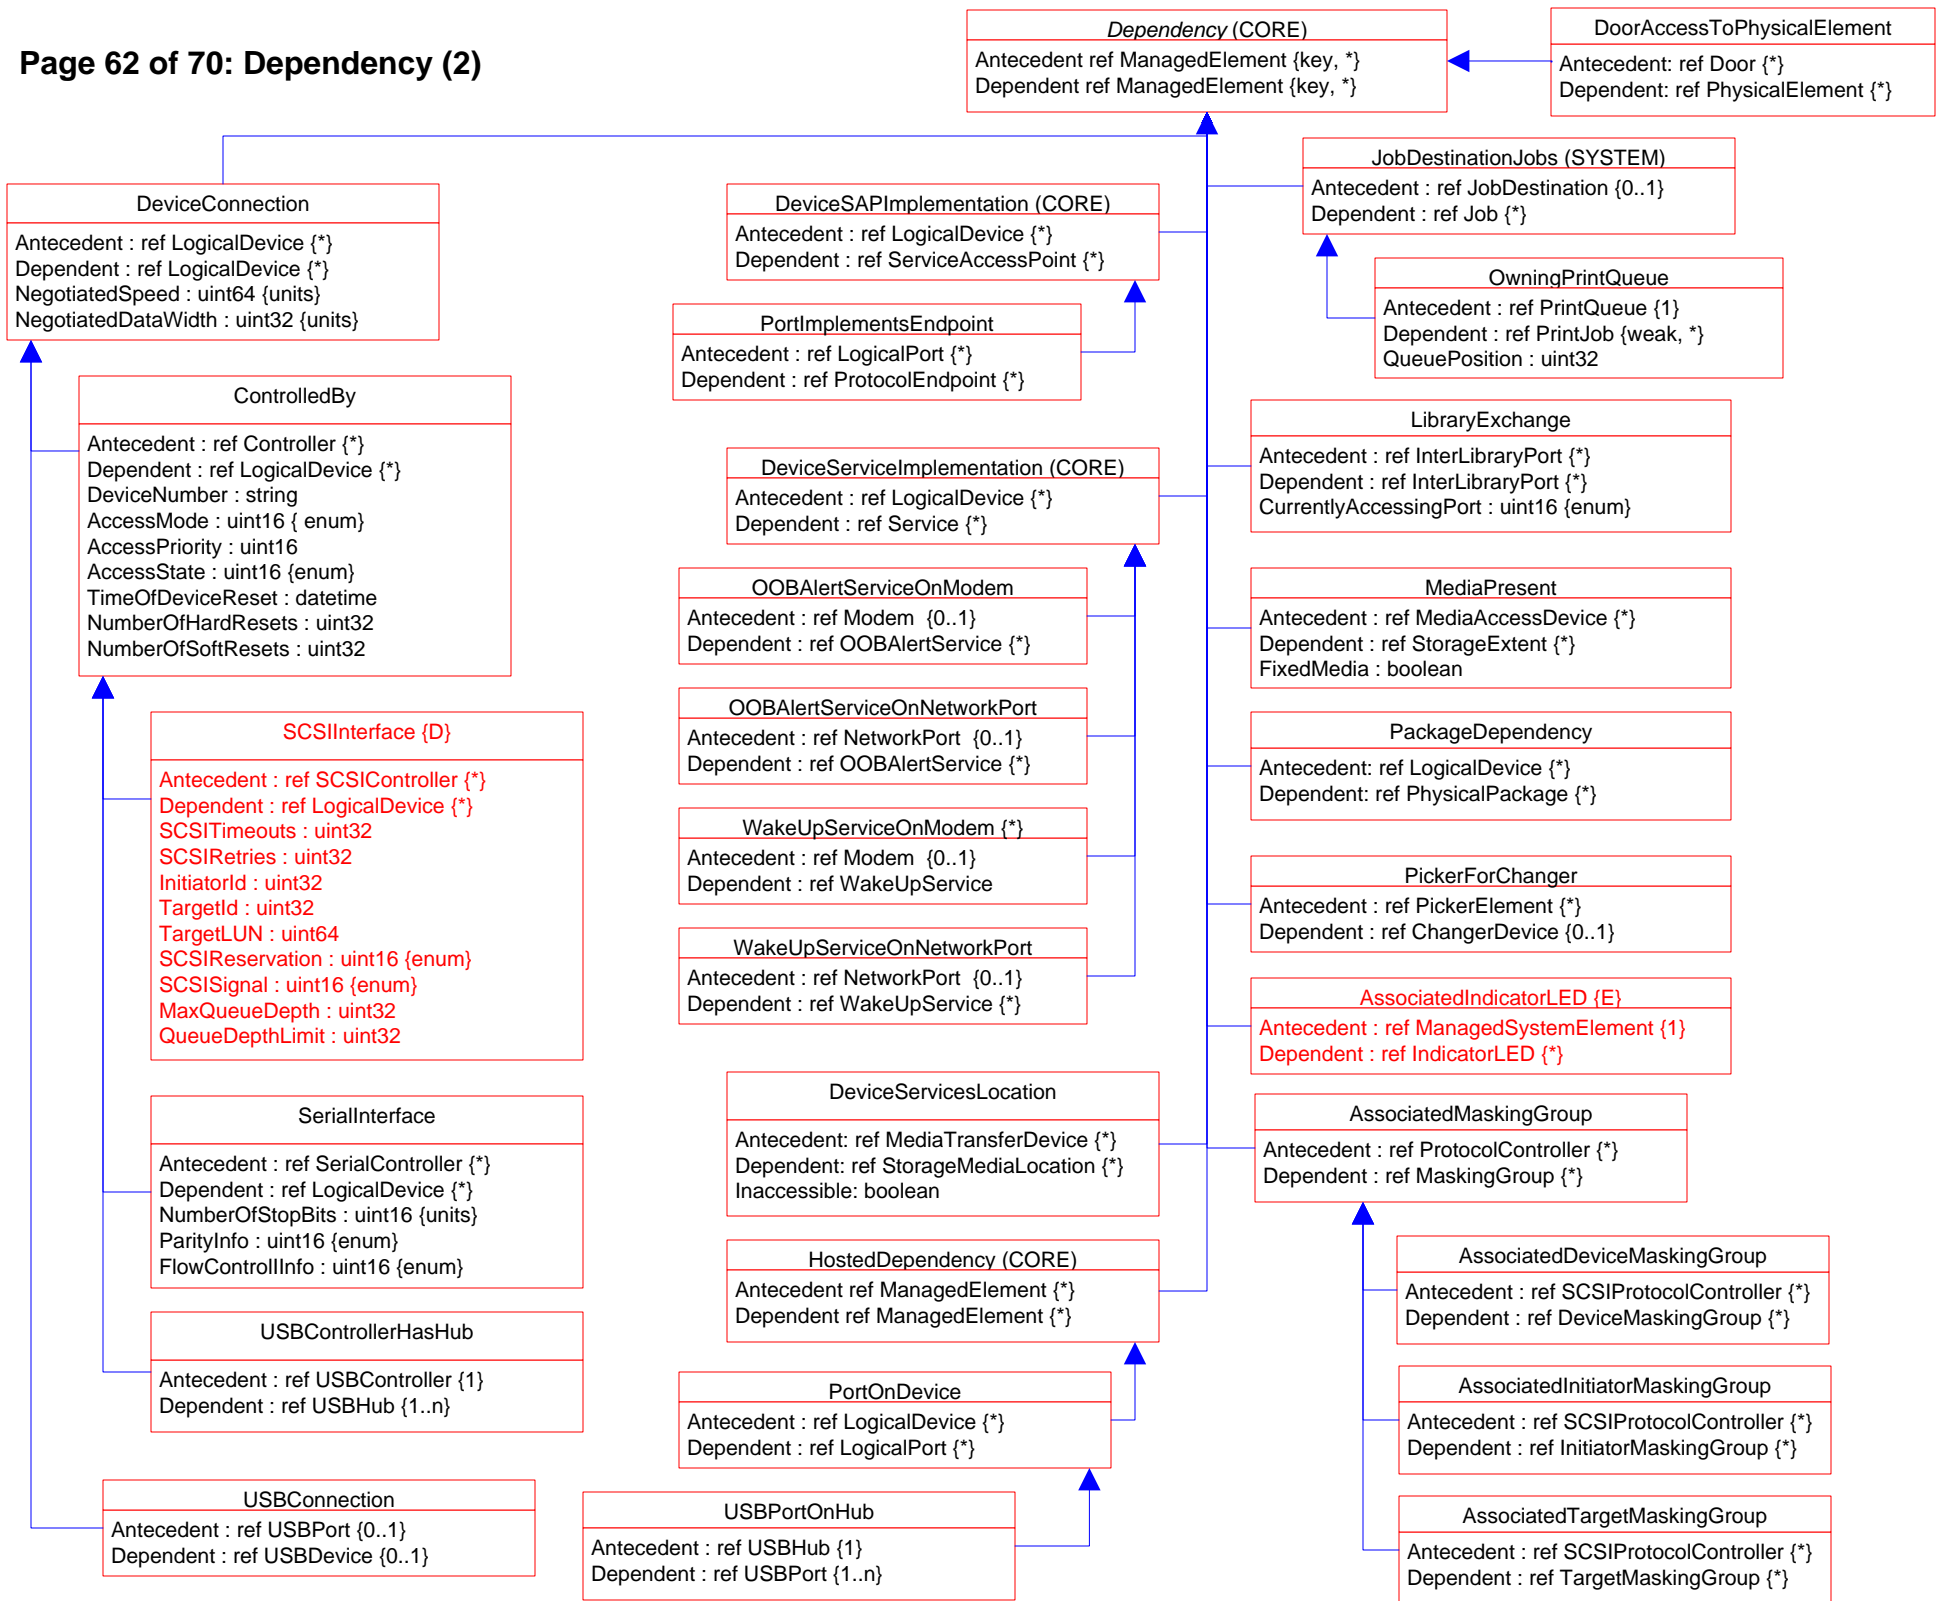 Page 62 of 70: Dependency (2)
Dependency (CORE)
Antecedent ref ManagedElement {key, *}
Dependent ref ManagedElement {key, *}
DoorAccessToPhysicalElement
Antecedent: ref Door {*}
Dependent: ref PhysicalElement {*}
DeviceConnection
Antecedent : ref LogicalDevice {*}
Dependent : ref LogicalDevice {*}
NegotiatedSpeed : uint64 {units}
NegotiatedDataWidth : uint32 {units}
ControlledBy
Antecedent : ref Controller {*}
Dependent : ref LogicalDevice {*}
DeviceNumber : string
AccessMode : uint16 { enum}
AccessPriority : uint16
AccessState : uint16 {enum}
TimeOfDeviceReset : datetime
NumberOfHardResets : uint32
NumberOfSoftResets : uint32
SCSIInterface {D}
Antecedent : ref SCSIController {*}
Dependent : ref LogicalDevice {*}
SCSITimeouts : uint32
SCSIRetries : uint32
InitiatorId : uint32
TargetId : uint32
TargetLUN : uint64
SCSIReservation : uint16 {enum}
SCSISignal : uint16 {enum}
MaxQueueDepth : uint32
QueueDepthLimit : uint32
SerialInterface
Antecedent : ref SerialController {*}
Dependent : ref LogicalDevice {*}
NumberOfStopBits : uint16 {units}
ParityInfo : uint16 {enum}
FlowControlInfo : uint16 {enum}
USBControllerHasHub
Antecedent : ref USBController {1}
Dependent : ref USBHub {1..n}
USBConnection
Antecedent : ref USBPort {0..1}
Dependent : ref USBDevice {0..1}
DeviceSAPImplementation (CORE)
Antecedent : ref LogicalDevice {*}
Dependent : ref ServiceAccessPoint {*}
PortImplementsEndpoint
Antecedent : ref LogicalPort {*}
Dependent : ref ProtocolEndpoint {*}
DeviceServiceImplementation (CORE)
Antecedent : ref LogicalDevice {*}
Dependent : ref Service {*}
OOBAlertServiceOnModem
Antecedent : ref Modem  {0..1}
Dependent : ref OOBAlertService {*}
OOBAlertServiceOnNetworkPort
Antecedent : ref NetworkPort  {0..1}
Dependent : ref OOBAlertService {*}
WakeUpServiceOnModem {*}
Antecedent : ref Modem  {0..1}
Dependent : ref WakeUpService
WakeUpServiceOnNetworkPort
Antecedent : ref NetworkPort  {0..1}
Dependent : ref WakeUpService {*}
DeviceServicesLocation
Antecedent: ref MediaTransferDevice {*}
Dependent: ref StorageMediaLocation {*}
Inaccessible: boolean
HostedDependency (CORE)
Antecedent ref ManagedElement {*}
Dependent ref ManagedElement {*}
PortOnDevice
Antecedent : ref LogicalDevice {*}
Dependent : ref LogicalPort {*}
USBPortOnHub
Antecedent : ref USBHub {1}
Dependent : ref USBPort {1..n}
JobDestinationJobs (SYSTEM)
Antecedent : ref JobDestination {0..1}
Dependent : ref Job {*}
OwningPrintQueue
Antecedent : ref PrintQueue {1}
Dependent : ref PrintJob {weak, *}
QueuePosition : uint32
LibraryExchange
Antecedent : ref InterLibraryPort {*}
Dependent : ref InterLibraryPort {*}
CurrentlyAccessingPort : uint16 {enum}
MediaPresent
Antecedent : ref MediaAccessDevice {*}
Dependent : ref StorageExtent {*}
FixedMedia : boolean
PackageDependency
Antecedent: ref LogicalDevice {*}
Dependent: ref PhysicalPackage {*}
PickerForChanger
Antecedent : ref PickerElement {*}
Dependent : ref ChangerDevice {0..1}
AssociatedIndicatorLED {E}
Antecedent : ref ManagedSystemElement {1}
Dependent : ref IndicatorLED {*}
AssociatedMaskingGroup
Antecedent : ref ProtocolController {*}
Dependent : ref MaskingGroup {*}
AssociatedDeviceMaskingGroup
Antecedent : ref SCSIProtocolController {*}
Dependent : ref DeviceMaskingGroup {*}
AssociatedInitiatorMaskingGroup
Antecedent : ref SCSIProtocolController {*}
Dependent : ref InitiatorMaskingGroup {*}
AssociatedTargetMaskingGroup
Antecedent : ref SCSIProtocolController {*}
Dependent : ref TargetMaskingGroup {*}